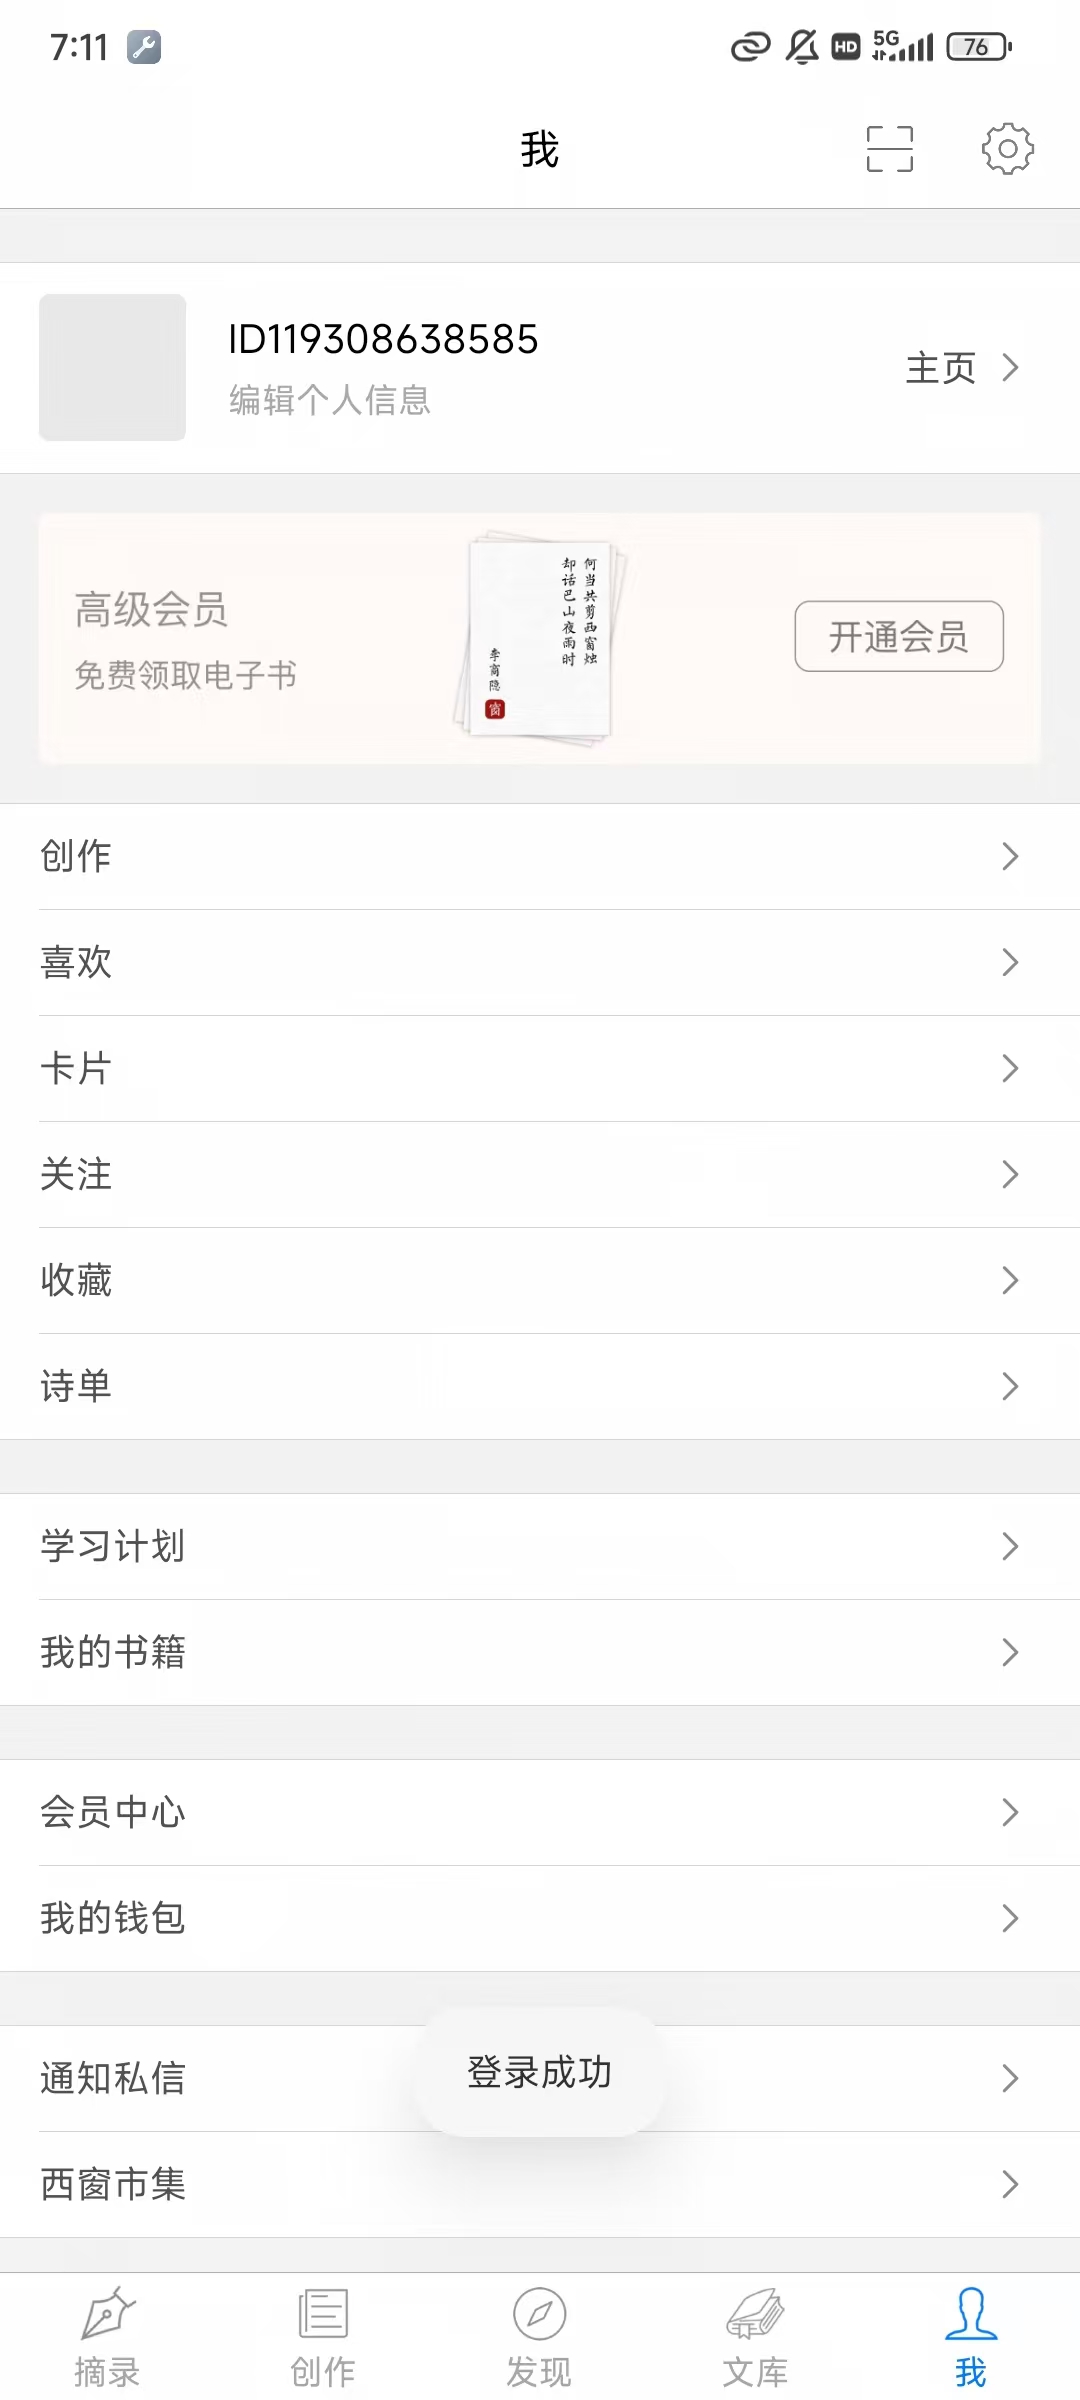 7:11
HD 5G 76
我
ID119308638585
编辑个人信息
主页
高级会员
免费领取电子书
何当共剪西窗烛
却话巴山夜雨时
李商隐
窗
开通会员
创作
喜欢
卡片
关注
收藏
诗单
学习计划
我的书籍
会员中心
我的钱包
通知私信
登录成功
西窗市集
摘录
创作
发现
文库
我